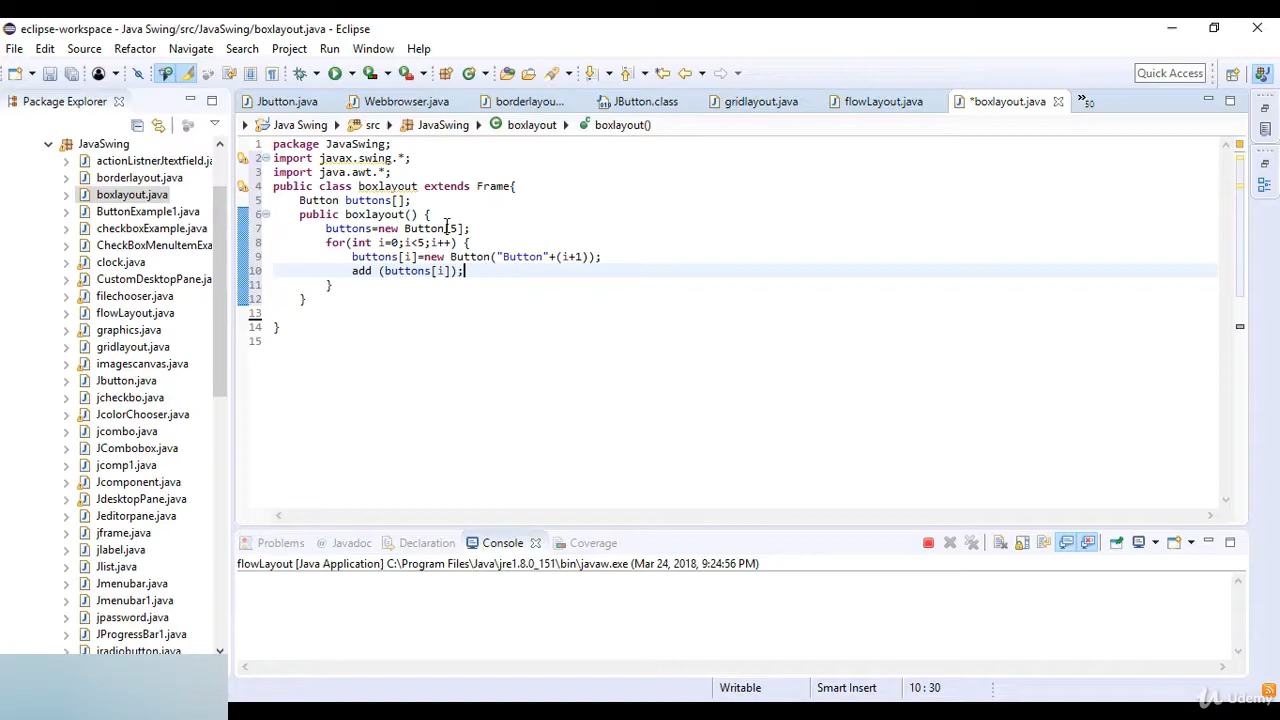 eclipse-workspace - Java Swing/src/JavaSwing/boxlayout.java - Eclipse
File Edit Source Refactor Navigate Search Project Run Window Help
Quick Access
Package Explorer
Jbutton.java Webbrowser.java borderlayou... JButton.class gridlayout.java flowLayout.java *boxlayout.java »50
Java Swing src JavaSwing boxlayout boxlayout()
JavaSwing
actionListnerJtextfield.ja
borderlayout.java
boxlayout.java
ButtonExample1.java
checkboxExample.java
CheckBoxMenuItemExa
clock.java
CustomDesktopPane.ja
filechooser.java
flowLayout.java
graphics.java
gridlayout.java
imagescanvas.java
Jbutton.java
jcheckbo.java
JcolorChooser.java
jcombo.java
JCombobox.java
jcomp1.java
Jcomponent.java
JdesktopPane.java
Jeditorpane.java
jframe.java
jlabel.java
Jlist.java
Jmenubar.java
Jmenubar1.java
jpassword.java
JProgressBar1.java
jradiobutton.java
1 package JavaSwing;
2 import javax.swing.*;
3 import java.awt.*;
4 public class boxlayout extends Frame{
5 Button buttons[];
6 public boxlayout() {
7 buttons=new Button[5];
8 for(int i=0;i<5;i++) {
9 buttons[i]=new Button("Button"+(i+1));
10 add (buttons[i]);
11 }
12 }
13
14 }
15
Problems Javadoc Declaration Console Coverage
flowLayout [Java Application] C:\Program Files\Java\jre1.8.0_151\bin\javaw.exe (Mar 24, 2018, 9:24:56 PM)
Writable Smart Insert 10 : 30
Udemy